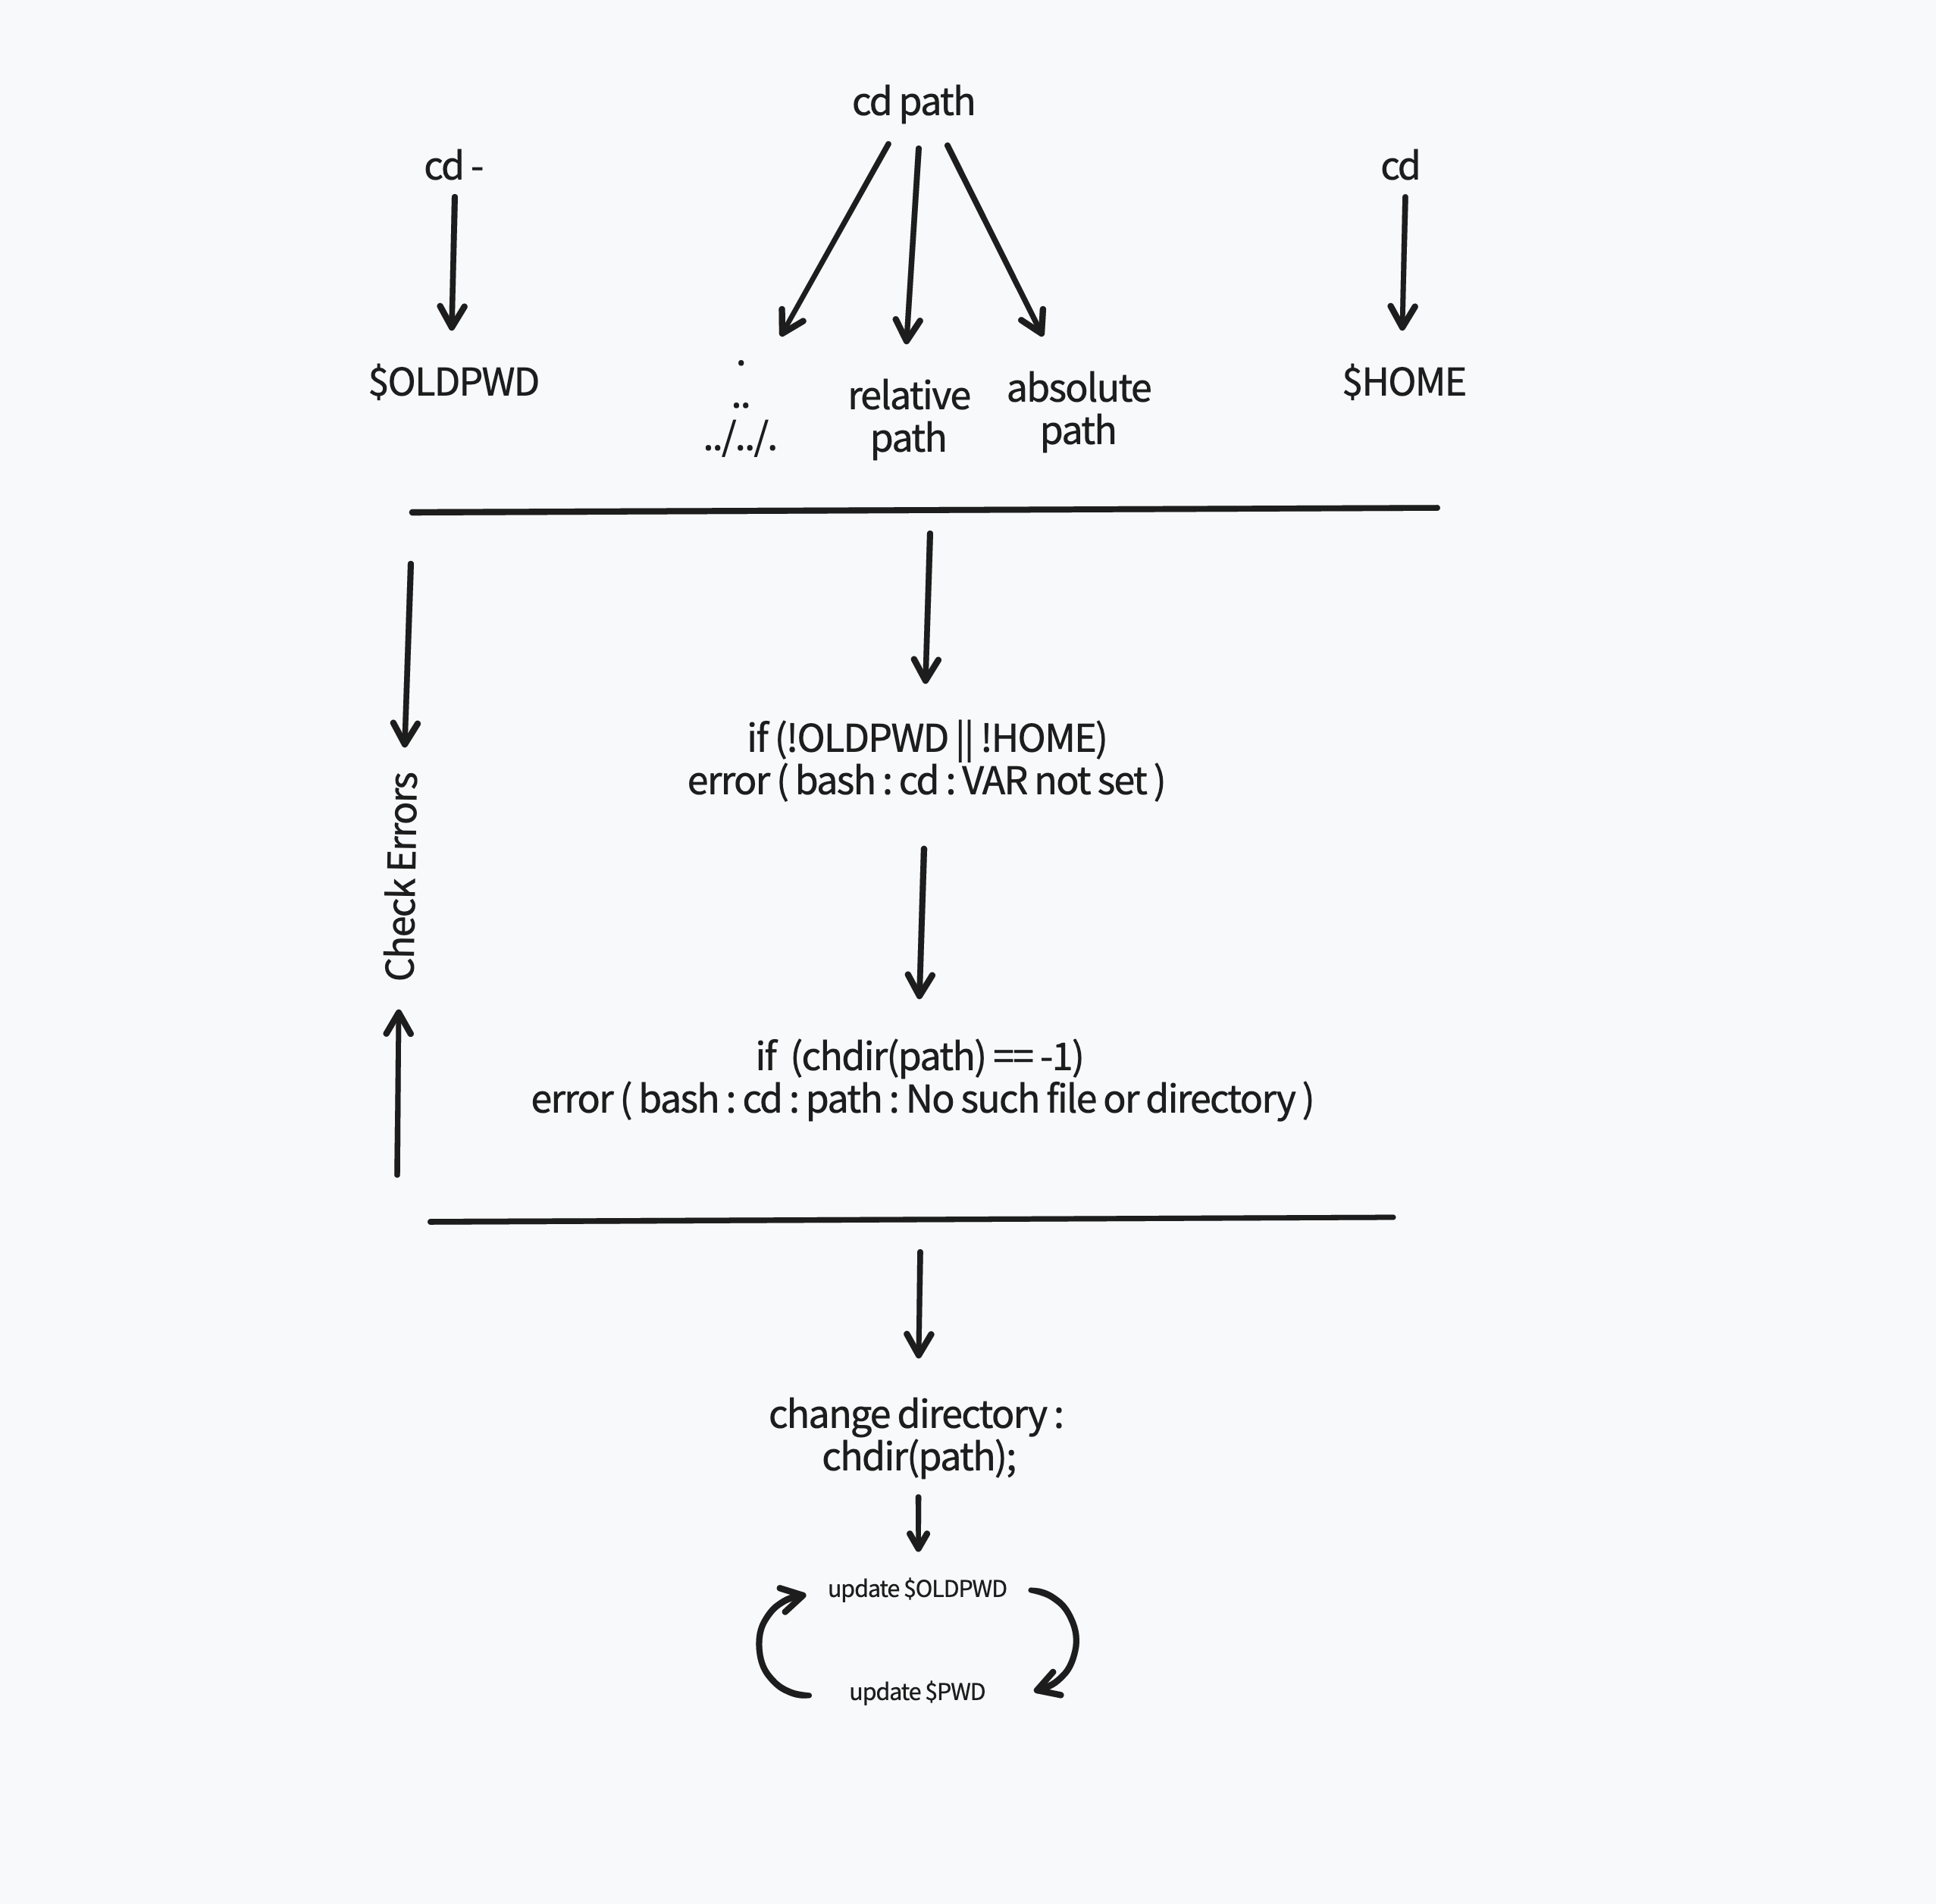 cd path
cd -
cd
$OLDPWD
.
..
../../.
relative
path
absolute
path
$HOME
Check Errors
if (!OLDPWD || !HOME)
error ( bash : cd : VAR not set )
if  (chdir(path) == -1)
error ( bash : cd : path : No such file or directory )
change directory :
chdir(path);
update $OLDPWD
update $PWD